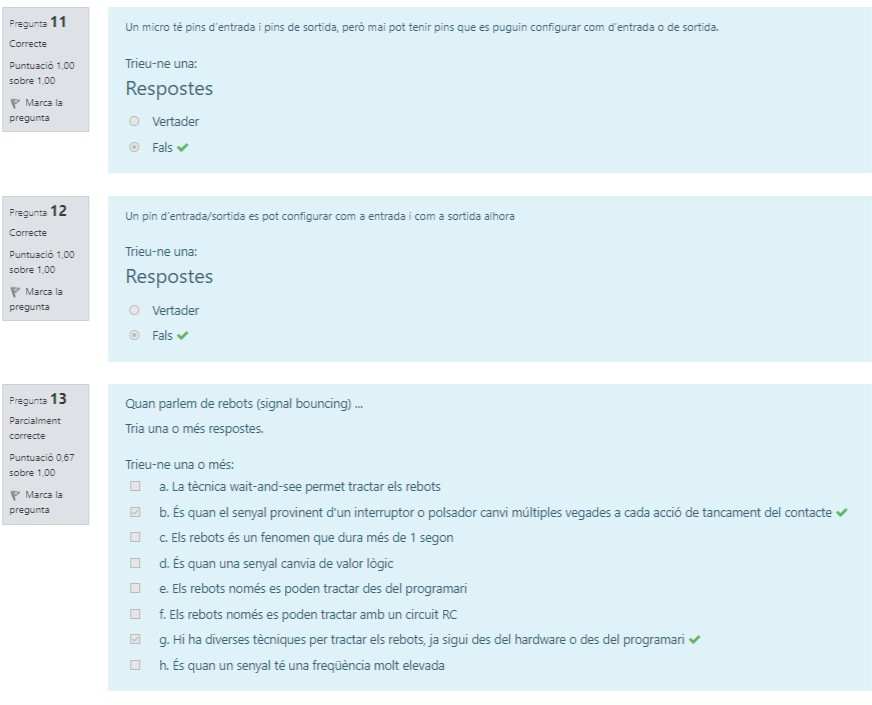 Pregunta 11
Correcte
Puntuació 1,00
sobre 1,00
Marca la
pregunta
Un micro té pins d'entrada i pins de sortida, però mai pot tenir pins que es puguin configurar com d'entrada o de sortida.
Trieu-ne una:
Respostes
Vertader
Fals
Pregunta 12
Correcte
Puntuació 1,00
sobre 1,00
Marca la
pregunta
Un pin d'entrada/sortida es pot configurar com a entrada i com a sortida alhora
Trieu-ne una:
Respostes
Vertader
Fals
Pregunta 13
Parcialment
correcte
Puntuació 0,67
sobre 1,00
Marca la
pregunta
Quan parlem de rebots (signal bouncing) ...
Tria una o més respostes.
Trieu-ne una o més:
a. La tècnica wait-and-see permet tractar els rebots
b. És quan el senyal provinent d'un interruptor o polsador canvi múltiples vegades a cada acció de tancament del contacte
c. Els rebots és un fenomen que dura més de 1 segon
d. És quan una senyal canvia de valor lògic
e. Els rebots només es poden tractar des del programari
f. Els rebots només es poden tractar amb un circuit RC
g. Hi ha diverses tècniques per tractar els rebots, ja sigui des del hardware o des del programari
h. És quan un senyal té una freqüència molt elevada